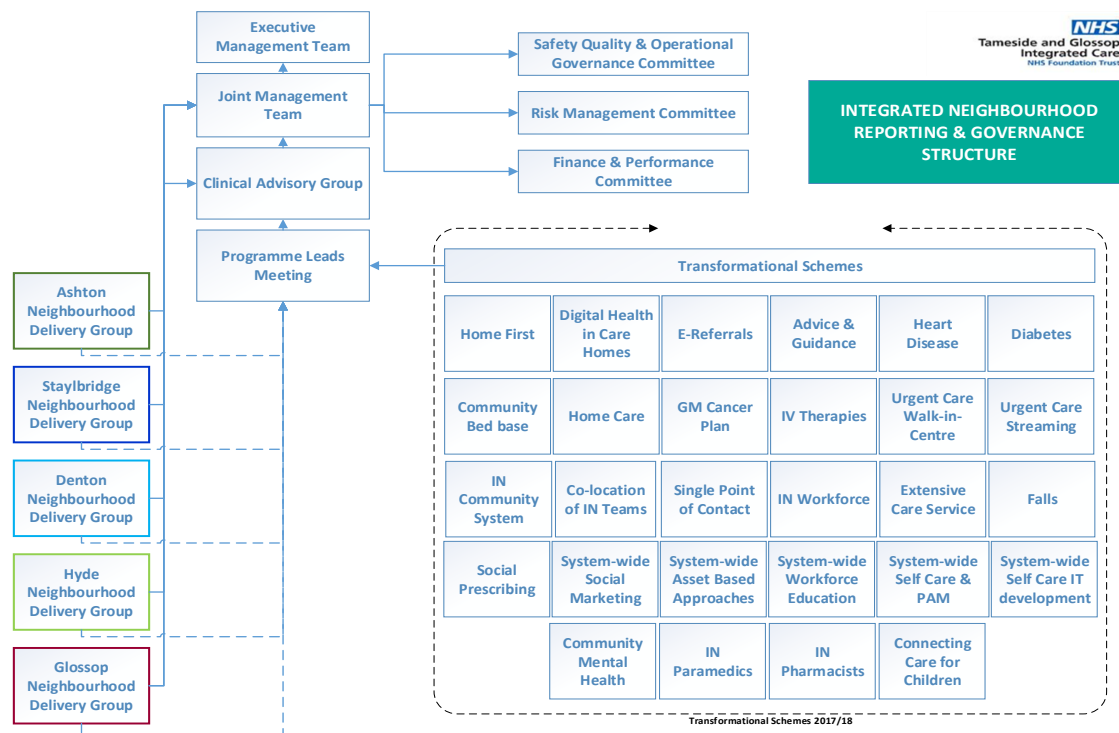 Executive
Management Team
Joint Management
Team
Clinical Advisory Group
Programme Leads
Meeting
Safety Quality & Operational
Governance Committee
Risk Management Committee
Finance & Performance
Committee
NHS
Tameside and Glossop
Integrated Care
NHS Foundation Trust
INTEGRATED NEIGHBOURHOOD
REPORTING & GOVERNANCE
STRUCTURE
Ashton
Neighbourhood
Delivery Group
Staylbridge
Neighbourhood
Delivery Group
Denton
Neighbourhood
Delivery Group
Hyde
Neighbourhood
Delivery Group
Glossop
Neighbourhood
Delivery Group
Transformational Schemes
Home First
Digital Health
in Care
Homes
E-Referrals
Advice &
Guidance
Heart
Disease
Diabetes
Community
Bed base
Home Care
GM Cancer
Plan
IV Therapies
Urgent Care
Walk-in-
Centre
Urgent Care
Streaming
IN
Community
System
Co-location
of IN Teams
Single Point
of Contact
IN Workforce
Extensive
Care Service
Falls
Social
Prescribing
System-wide
Social
Marketing
System-wide
Asset Based
Approaches
System-wide
Workforce
Education
System-wide
Self Care &
PAM
System-wide
Self Care IT
development
Community
Mental
Health
IN
Paramedics
IN
Pharmacists
Connecting
Care for
Children
Transformational Schemes 2017/18